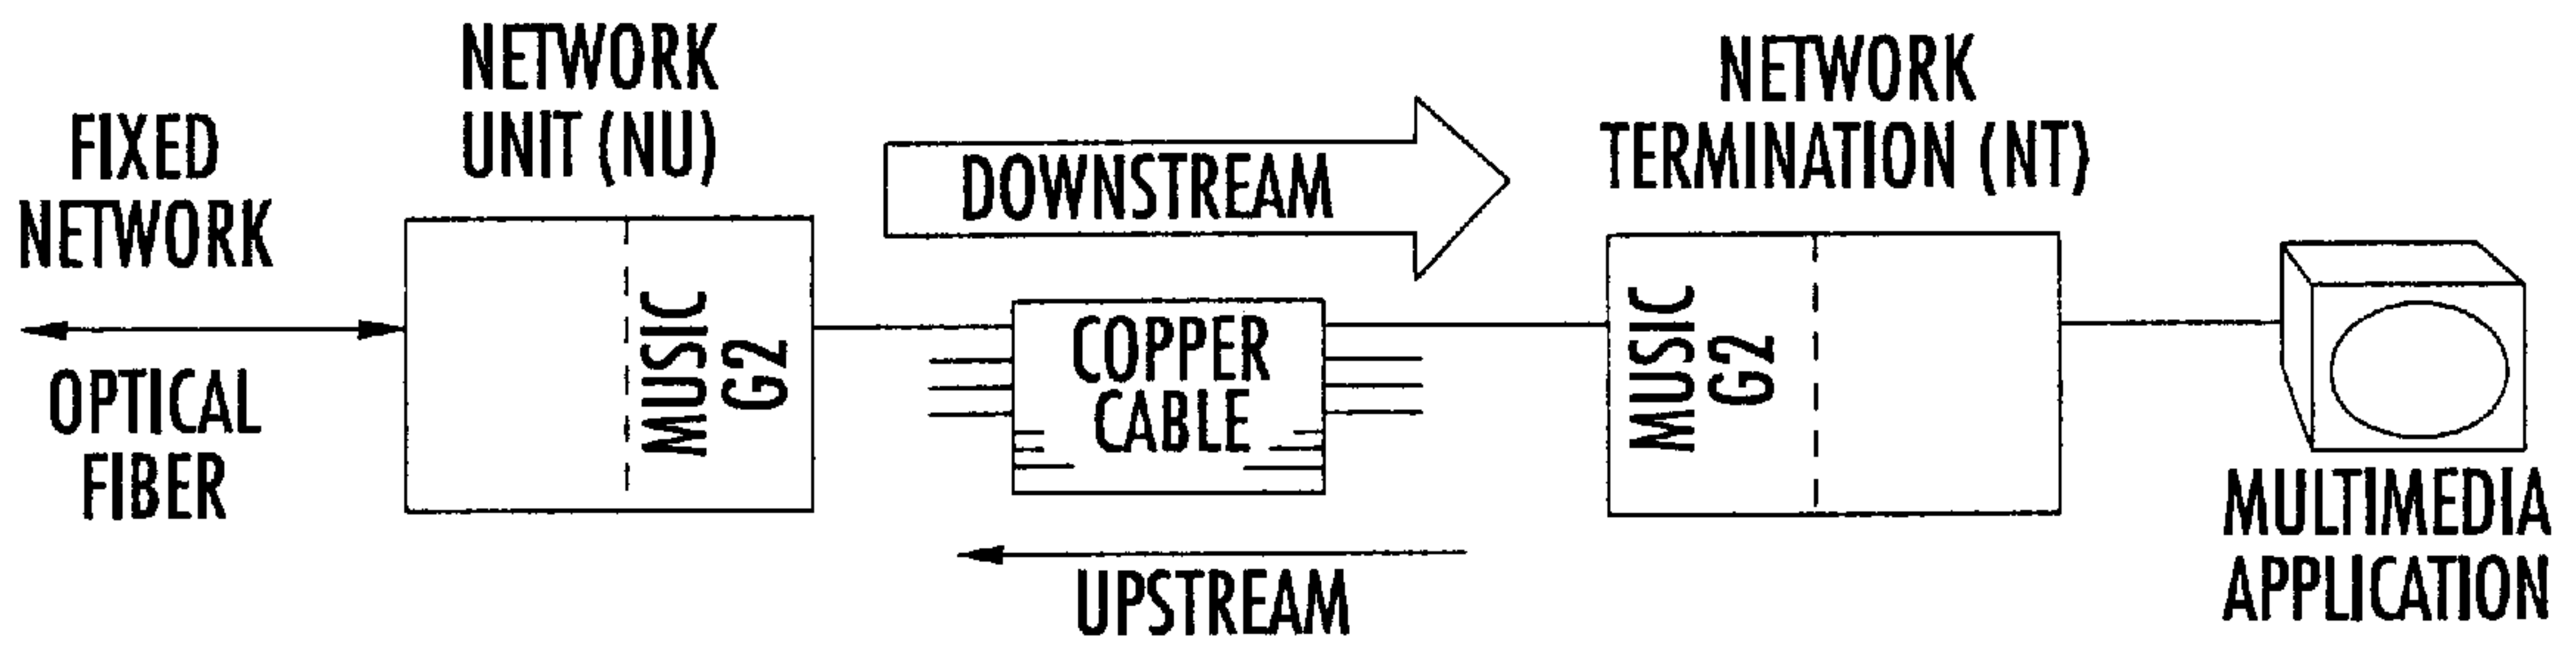 FIXED
NETWORK
OPTICAL
FIBER
NETWORK
UNIT (NU)
MUSIC
G2
DOWNSTREAM
COPPER
CABLE
UPSTREAM
NETWORK
TERMINATION (NT)
MUSIC
G2
MULTIMEDIA
APPLICATION